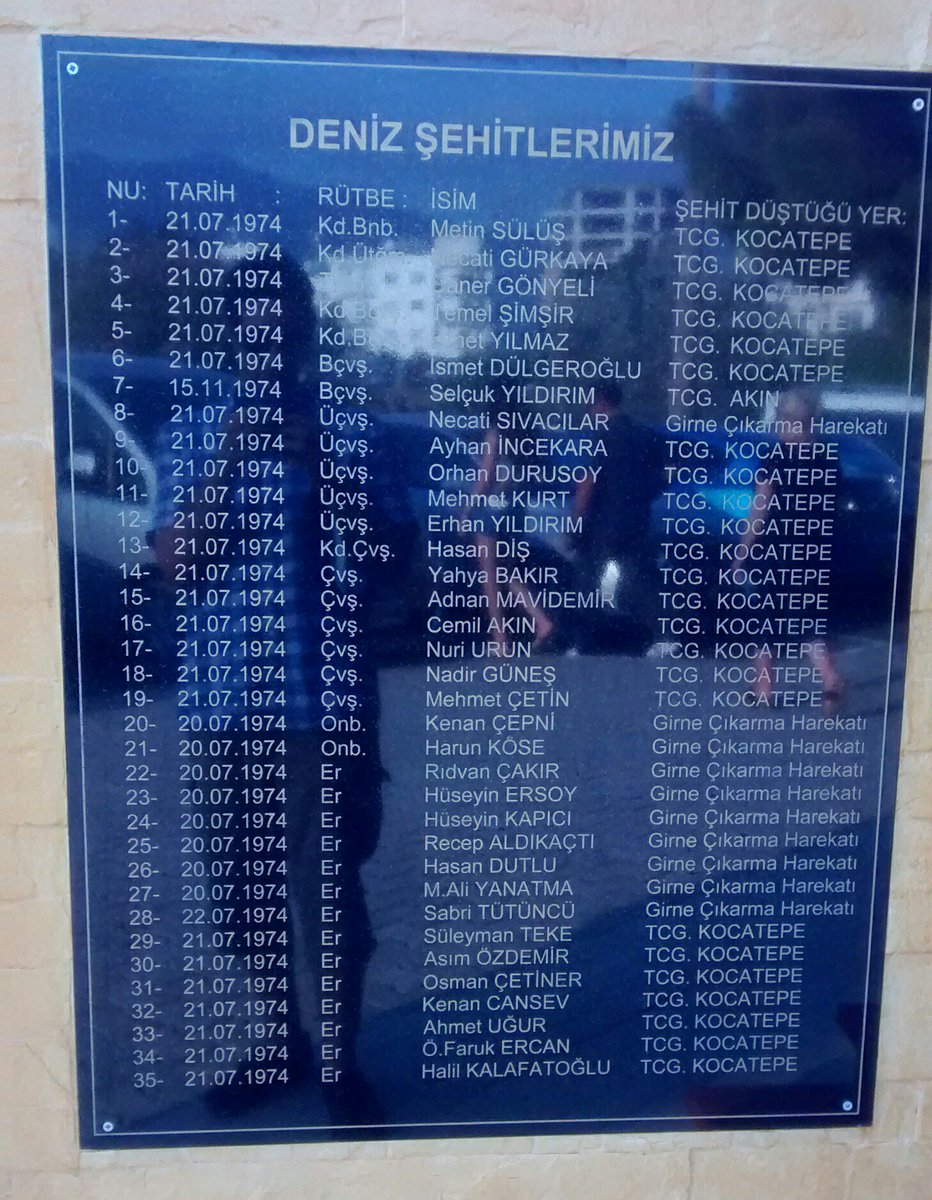 DENİZ ŞEHİTLERİMİZ
NU: TARİH : RÜTBE : İSİM ŞEHİT DÜŞTÜĞÜ YER:
1- 21.07.1974 Kd.Bnb. Metin SÜLÜŞ TCG. KOCATEPE
2- 21.07.1974 Kd.Ütğm. Necati GÜRKAYA TCG. KOCATEPE
3- 21.07.1974 GÖNYELİ TCG. KOCATEPE
4- 21.07.1974 Temel ŞİMŞİR TCG. KOCATEPE
5- 21.07.1974 YILMAZ TCG. KOCATEPE
6- 21.07.1974 Bçvş. İsmet DÜLGEROĞLU TCG. KOCATEPE
7- 15.11.1974 Bçvş. Selçuk YILDIRIM TCG. AKIN
8- 21.07.1974 Üçvş. Necati SIVACILAR Girne Çıkarma Harekatı
9- 21.07.1974 Üçvş. Ayhan İNCEKARA TCG. KOCATEPE
10- 21.07.1974 Üçvş. Orhan DURUSOY TCG. KOCATEPE
11- 21.07.1974 Üçvş. Mehmet KURT TCG. KOCATEPE
12- 21.07.1974 Üçvş. Erhan YILDIRIM TCG. KOCATEPE
13- 21.07.1974 Kd.Çvş. Hasan DİŞ TCG. KOCATEPE
14- 21.07.1974 Çvş. Yahya BAKIR TCG. KOCATEPE
15- 21.07.1974 Çvş. Adnan MAVİDEMİR TCG. KOCATEPE
16- 21.07.1974 Çvş. Cemil AKIN TCG. KOCATEPE
17- 21.07.1974 Çvş. Nuri URUN TCG. KOCATEPE
18- 21.07.1974 Çvş. Nadir GÜNEŞ TCG. KOCATEPE
19- 21.07.1974 Çvş. Mehmet ÇETİN TCG. KOCATEPE
20- 20.07.1974 Onb. Kenan ÇEPNİ Girne Çıkarma Harekatı
21- 20.07.1974 Onb. Harun KÖSE Girne Çıkarma Harekatı
22- 20.07.1974 Er Rıdvan ÇAKIR Girne Çıkarma Harekatı
23- 20.07.1974 Er Hüseyin ERSOY Girne Çıkarma Harekatı
24- 20.07.1974 Er Hüseyin KAPICI Girne Çıkarma Harekatı
25- 20.07.1974 Er Recep ALDIKAÇTI Girne Çıkarma Harekatı
26- 20.07.1974 Er Hasan DUTLU Girne Çıkarma Harekatı
27- 20.07.1974 Er M.Ali YANATMA Girne Çıkarma Harekatı
28- 22.07.1974 Er Sabri TÜTÜNCÜ Girne Çıkarma Harekatı
29- 21.07.1974 Er Süleyman TEKE TCG. KOCATEPE
30- 21.07.1974 Er Asım ÖZDEMİR TCG. KOCATEPE
31- 21.07.1974 Er Osman ÇETİNER TCG. KOCATEPE
32- 21.07.1974 Er Kenan CANSEV TCG. KOCATEPE
33- 21.07.1974 Er Ahmet UĞUR TCG. KOCATEPE
34- 21.07.1974 Er Ö.Faruk ERCAN TCG. KOCATEPE
35- 21.07.1974 Er Halil KALAFATOĞLU TCG. KOCATEPE